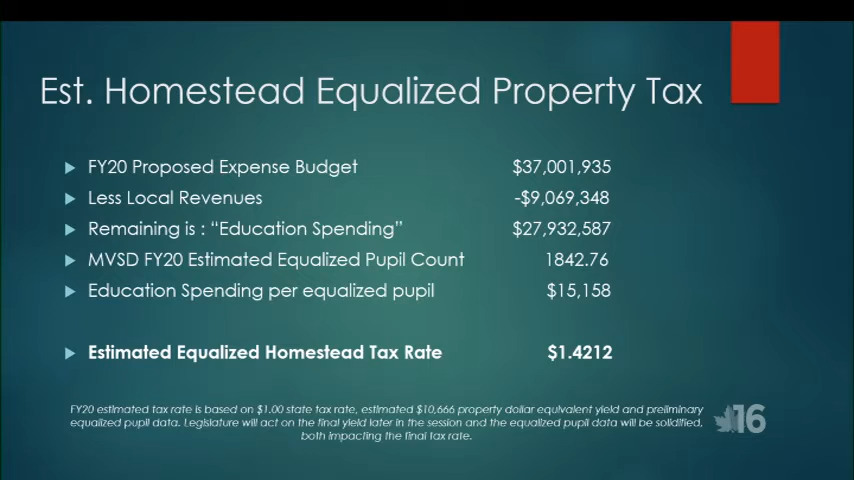 Est. Homestead Equalized Property Tax
FY20 Proposed Expense Budget $37,001,935
Less Local Revenues -$9,069,348
Remaining is : “Education Spending” $27,932,587
MVSD FY20 Estimated Equalized Pupil Count 1842.76
Education Spending per equalized pupil $15,158
Estimated Equalized Homestead Tax Rate $1.4212
FY20 estimated tax rate is based on $1.00 state tax rate, estimated $10,666 property dollar equivalent yield and preliminary
equalized pupil data. Legislature will act on the final yield later in the session and the equalized pupil data will be solidified,
both impacting the final tax rate.
16